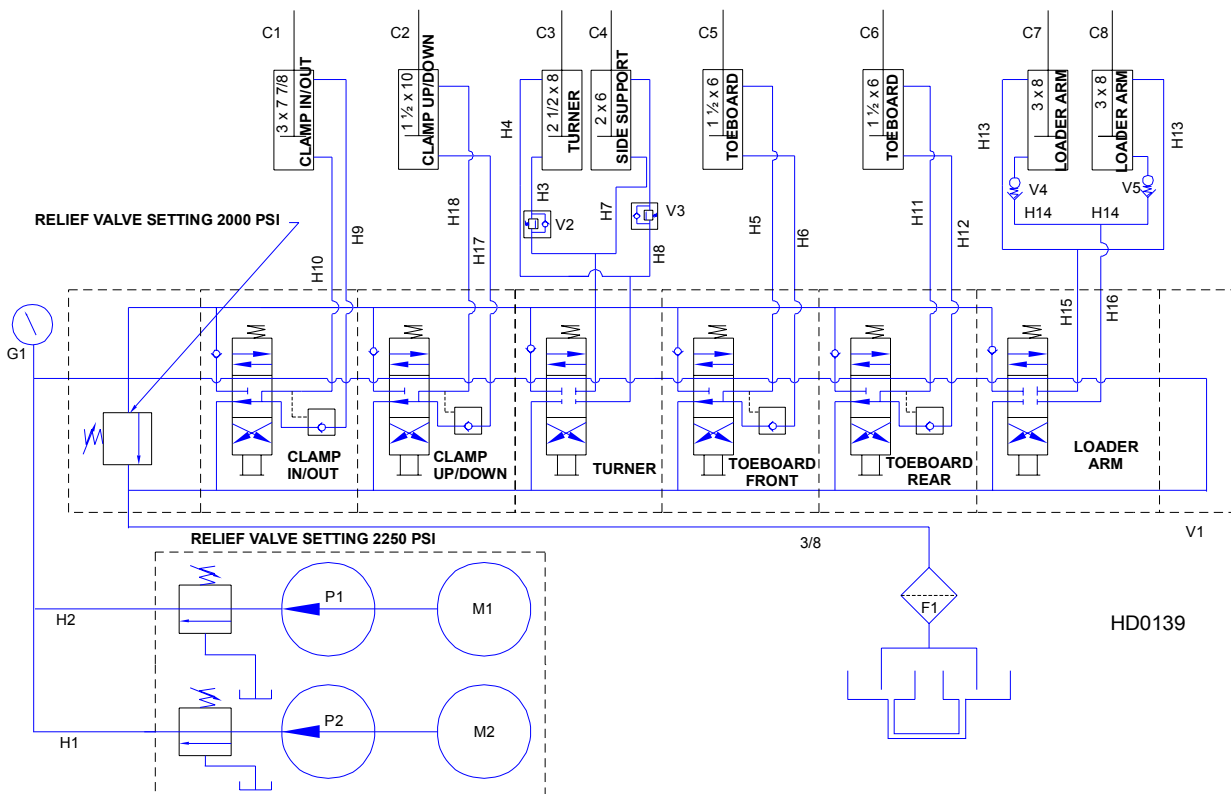 C1
C2
C3
C4
C5
C6
C7
C8
3 x 7 7/8
CLAMP IN/OUT
1 ½ x 10
CLAMP UP/DOWN
2 1/2 x 8
TURNER
2 x 6
SIDE SUPPORT
1 ½ x 6
TOEBOARD
1 ½ x 6
TOEBOARD
3 x 8
LOADER ARM
3 x 8
LOADER ARM
H4
H13
H13
H3
H7
V4
V5
H18
H11
H5
V2
V3
H14
H14
RELIEF VALVE SETTING 2000 PSI
H9
H10
H17
H8
H6
H12
H15
H16
G1
CLAMP
IN/OUT
CLAMP
UP/DOWN
TURNER
TOEBOARD
FRONT
TOEBOARD
REAR
LOADER
ARM
V1
RELIEF VALVE SETTING 2250 PSI
3/8
H2
P1
M1
F1
HD0139
H1
P2
M2